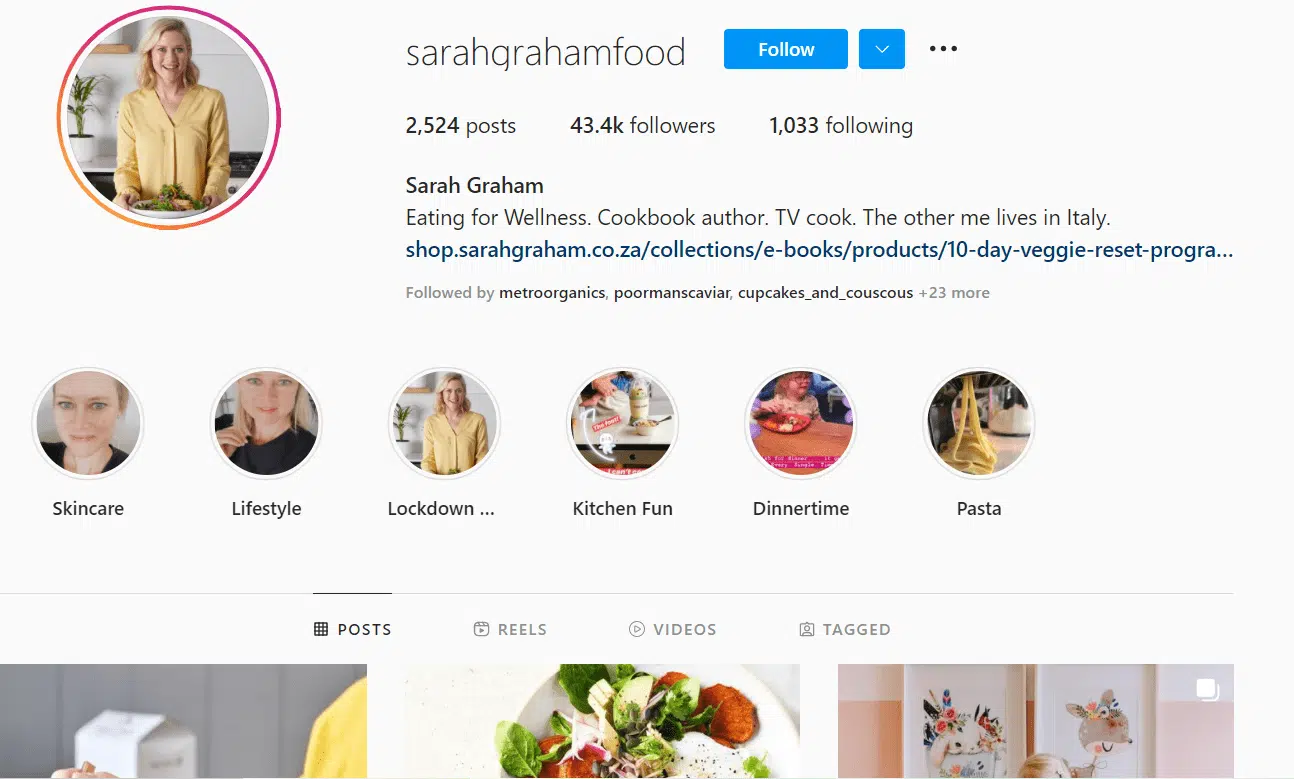 sarahgrahamfood Follow
2,524 posts 43.4k followers 1,033 following
Sarah Graham
Eating for Wellness. Cookbook author. TV cook. The other me lives in Italy.
shop.sarahgraham.co.za/collections/e-books/products/10-day-veggie-reset-progra...
Followed by metroorganics, poormanscaviar, cupcakes_and_couscous +23 more
Skincare Lifestyle Lockdown ... Kitchen Fun Dinnertime Pasta
POSTS REELS VIDEOS TAGGED